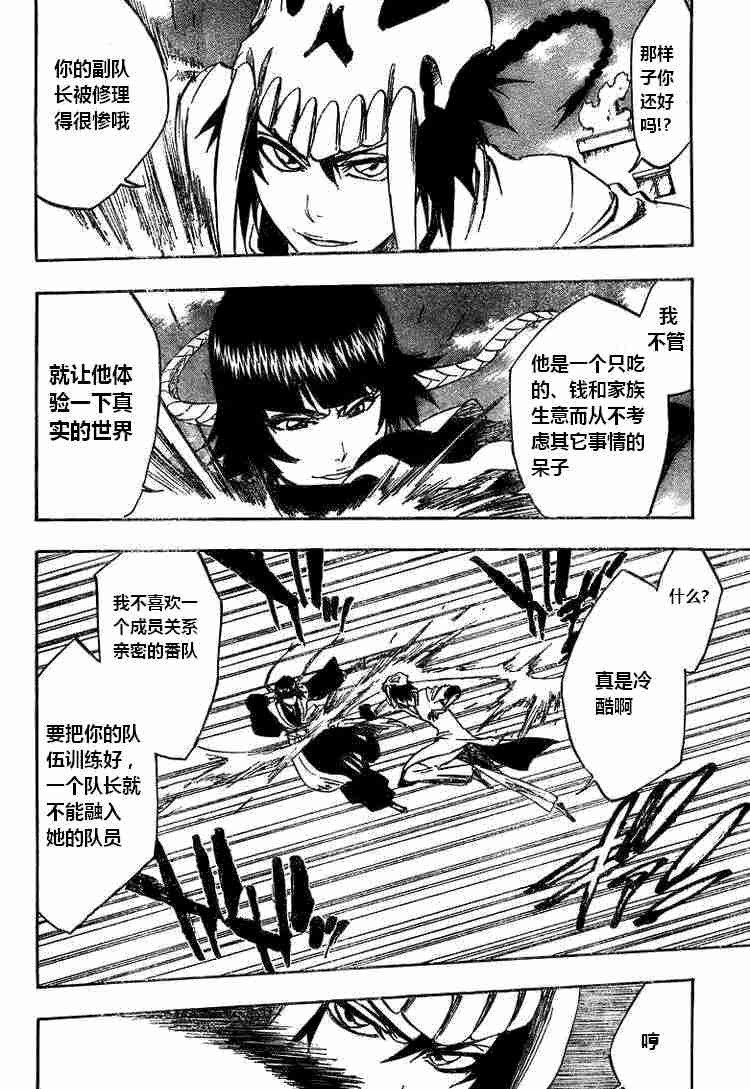 那样
子你
还好
吗!?
你的副队
长被修理
得很惨哦
我
不管
他是一个只吃
的、钱和家族
生意而从不考
虑其它事情的
呆子
就让他体
验一下真
实的世界
什么?
真是冷
酷啊
我不喜欢一
个成员关系
亲密的番队
要把你的队
伍训练好，
一个队长就
不能融入
她的队员
哼